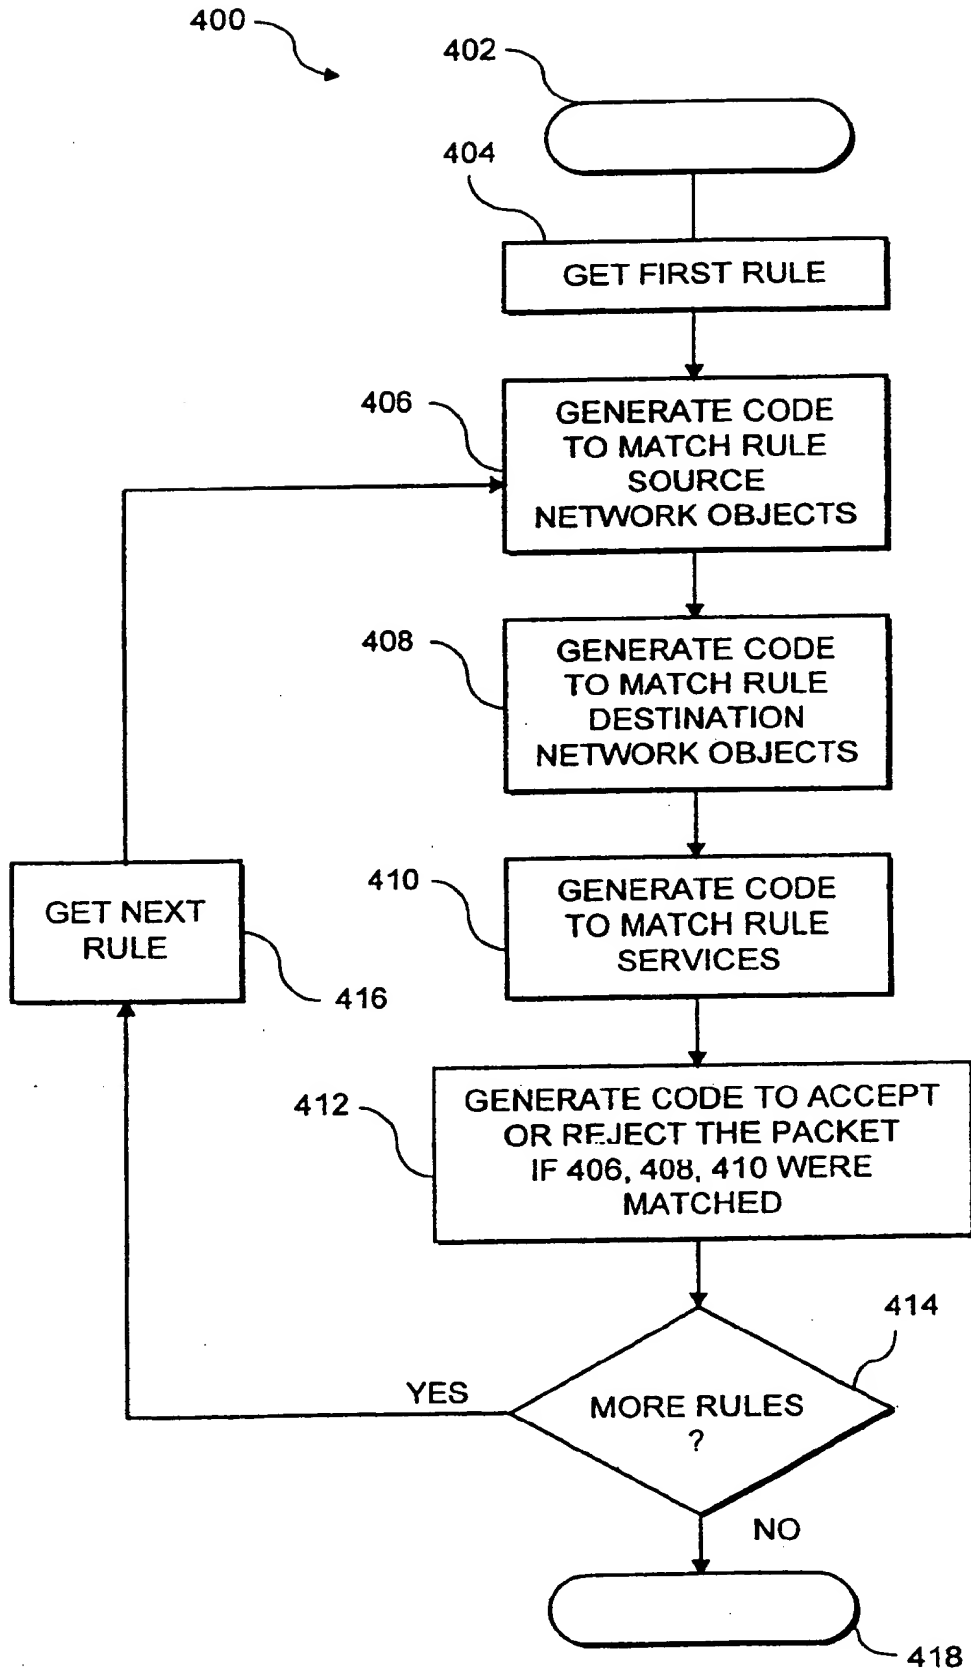 400
402
404
GET FIRST RULE
406
GENERATE CODE
TO MATCH RULE
SOURCE
NETWORK OBJECTS
408
GENERATE CODE
TO MATCH RULE
DESTINATION
NETWORK OBJECTS
410
GENERATE CODE
TO MATCH RULE
SERVICES
GET NEXT
RULE
416
412
GENERATE CODE TO ACCEPT
OR REJECT THE PACKET
IF 406, 408, 410 WERE
MATCHED
414
YES
MORE RULES
?
NO
418